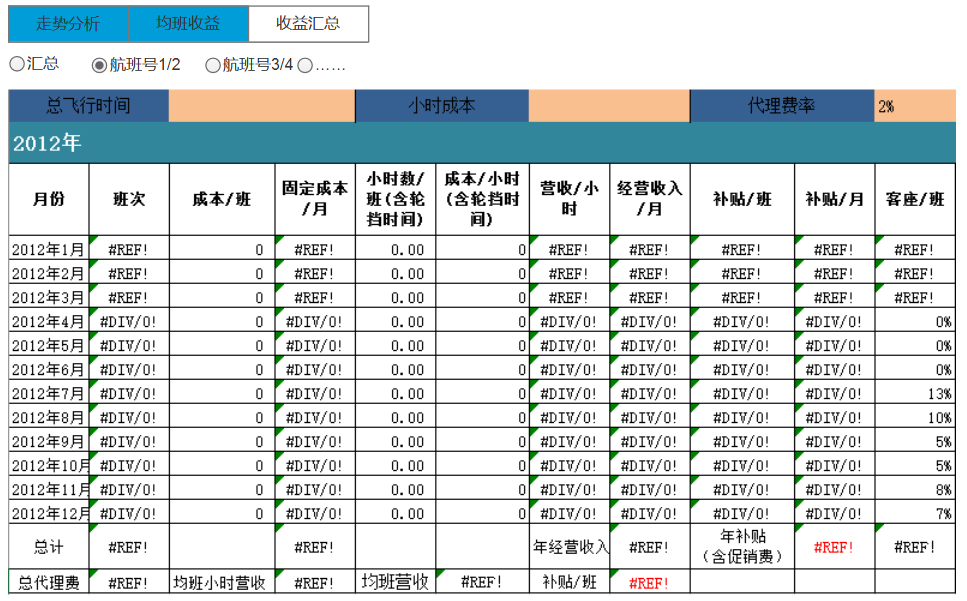 走势分析 均班收益 收益汇总
汇总 航班号1/2 航班号3/4 ......
总飞行时间 小时成本 代理费率 2%
2012年
月份 班次 成本/班 固定成本/月 小时数/班(含轮挡时间) 成本/小时(含轮挡时间) 营收/小时 经营收入/月 补贴/班 补贴/月 客座/班
2012年1月 #REF! 0 #REF! 0.00 0 #REF! #REF! #REF! #REF! #REF!
2012年2月 #REF! 0 #REF! 0.00 0 #REF! #REF! #REF! #REF! #REF!
2012年3月 #REF! 0 #REF! 0.00 0 #REF! #REF! #REF! #REF! #REF!
2012年4月 #DIV/0! 0 #DIV/0! 0.00 0 #DIV/0! #DIV/0! #DIV/0! #DIV/0! 0%
2012年5月 #DIV/0! 0 #DIV/0! 0.00 0 #DIV/0! #DIV/0! #DIV/0! #DIV/0! 0%
2012年6月 #DIV/0! 0 #DIV/0! 0.00 0 #DIV/0! #DIV/0! #DIV/0! #DIV/0! 0%
2012年7月 #DIV/0! 0 #DIV/0! 0.00 0 #DIV/0! #DIV/0! #DIV/0! #DIV/0! 13%
2012年8月 #DIV/0! 0 #DIV/0! 0.00 0 #DIV/0! #DIV/0! #DIV/0! #DIV/0! 10%
2012年9月 #DIV/0! 0 #DIV/0! 0.00 0 #DIV/0! #DIV/0! #DIV/0! #DIV/0! 5%
2012年10月 #DIV/0! 0 #DIV/0! 0.00 0 #DIV/0! #DIV/0! #DIV/0! #DIV/0! 5%
2012年11月 #DIV/0! 0 #DIV/0! 0.00 0 #DIV/0! #DIV/0! #DIV/0! #DIV/0! 8%
2012年12月 #DIV/0! 0 #DIV/0! 0.00 0 #DIV/0! #DIV/0! #DIV/0! #DIV/0! 7%
总计 #REF! #REF! 年经营收入 #REF! 年补贴(含促销费) #REF! #REF!
总代理费 #REF! 均班小时营收 #REF! 均班营收 #REF! 补贴/班 #REF!